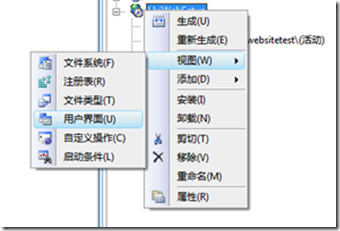 生成(U)
重新生成(E)
websitetest\(活动)
视图(W)
添加(D)
安装(I)
卸载(N)
剪切(T)
移除(V)
重命名(M)
属性(R)
文件系统(F)
注册表(R)
文件类型(T)
用户界面(U)
自定义操作(C)
启动条件(L)